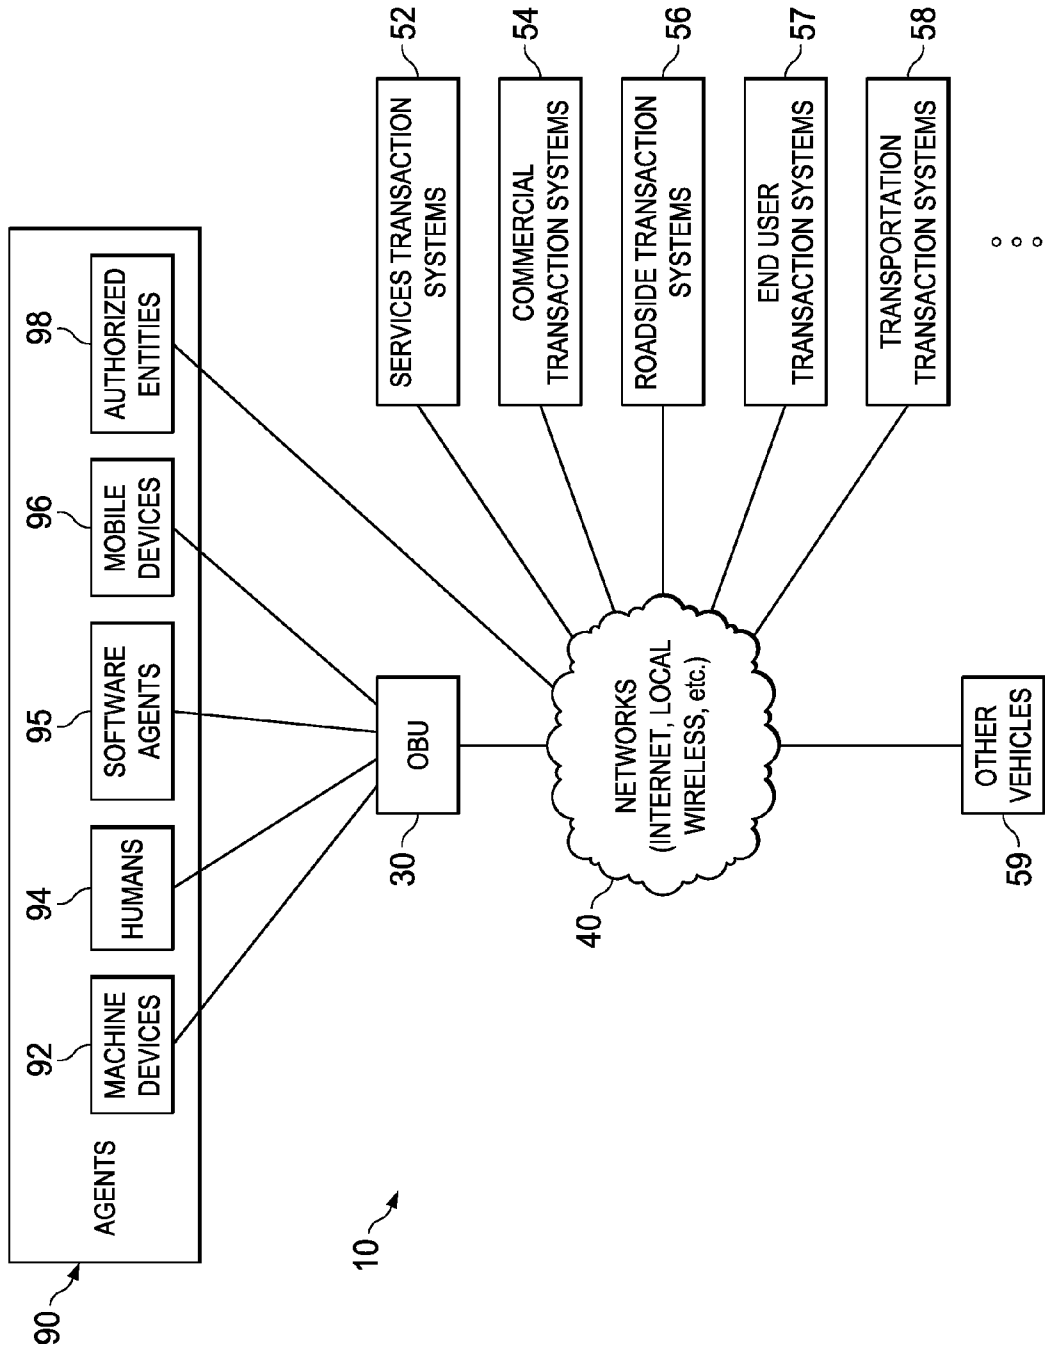 90
AGENTS
92
MACHINE
DEVICES
94
HUMANS
95
SOFTWARE
AGENTS
96
MOBILE
DEVICES
98
AUTHORIZED
ENTITIES
10
30
OBU
40
NETWORKS
(INTERNET, LOCAL
WIRELESS, etc.)
59
OTHER
VEHICLES
SERVICES TRANSACTION
SYSTEMS
52
COMMERCIAL
TRANSACTION SYSTEMS
54
ROADSIDE TRANSACTION
SYSTEMS
56
END USER
TRANSACTION SYSTEMS
57
TRANSPORTATION
TRANSACTION SYSTEMS
58